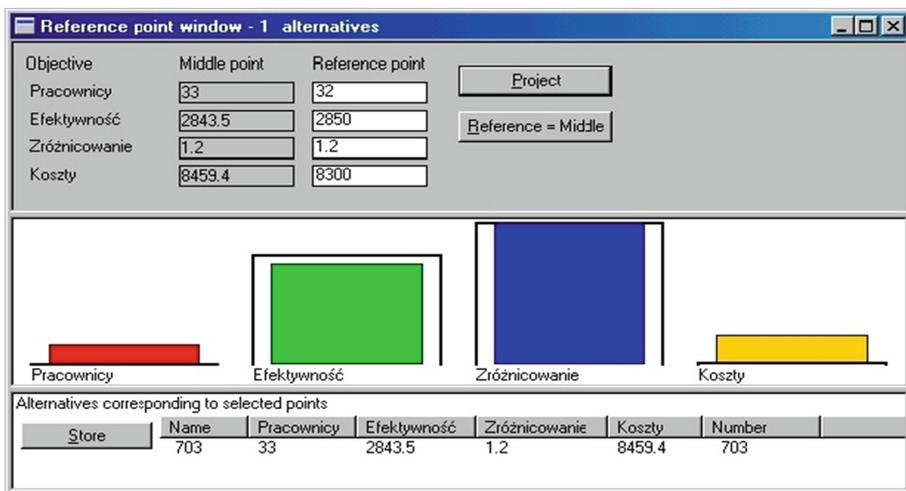 Reference point window - 1 alternatives
Objective Middle point Reference point
Pracownicy 33 32
Project
Efektywność 2843.5 2850
Reference = Middle
Zróżnicowanie 1.2 1.2
Koszty 8459.4 8300
Pracownicy Efektywność Zróżnicowanie Koszty
Alternatives corresponding to selected points
Store
Name Pracownicy Efektywność Zróżnicowanie Koszty Number
703 33 2843.5 1.2 8459.4 703